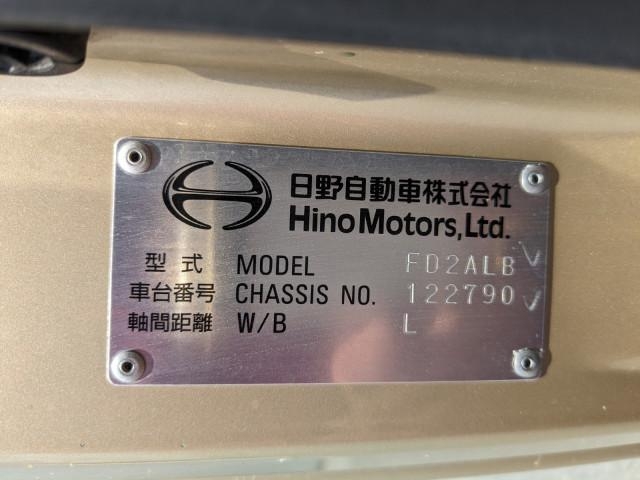 日野自動車株式会社
Hino Motors, Ltd.
型式 MODEL FD2ALB
車台番号 CHASSIS NO. 122790
軸間距離 W/B L